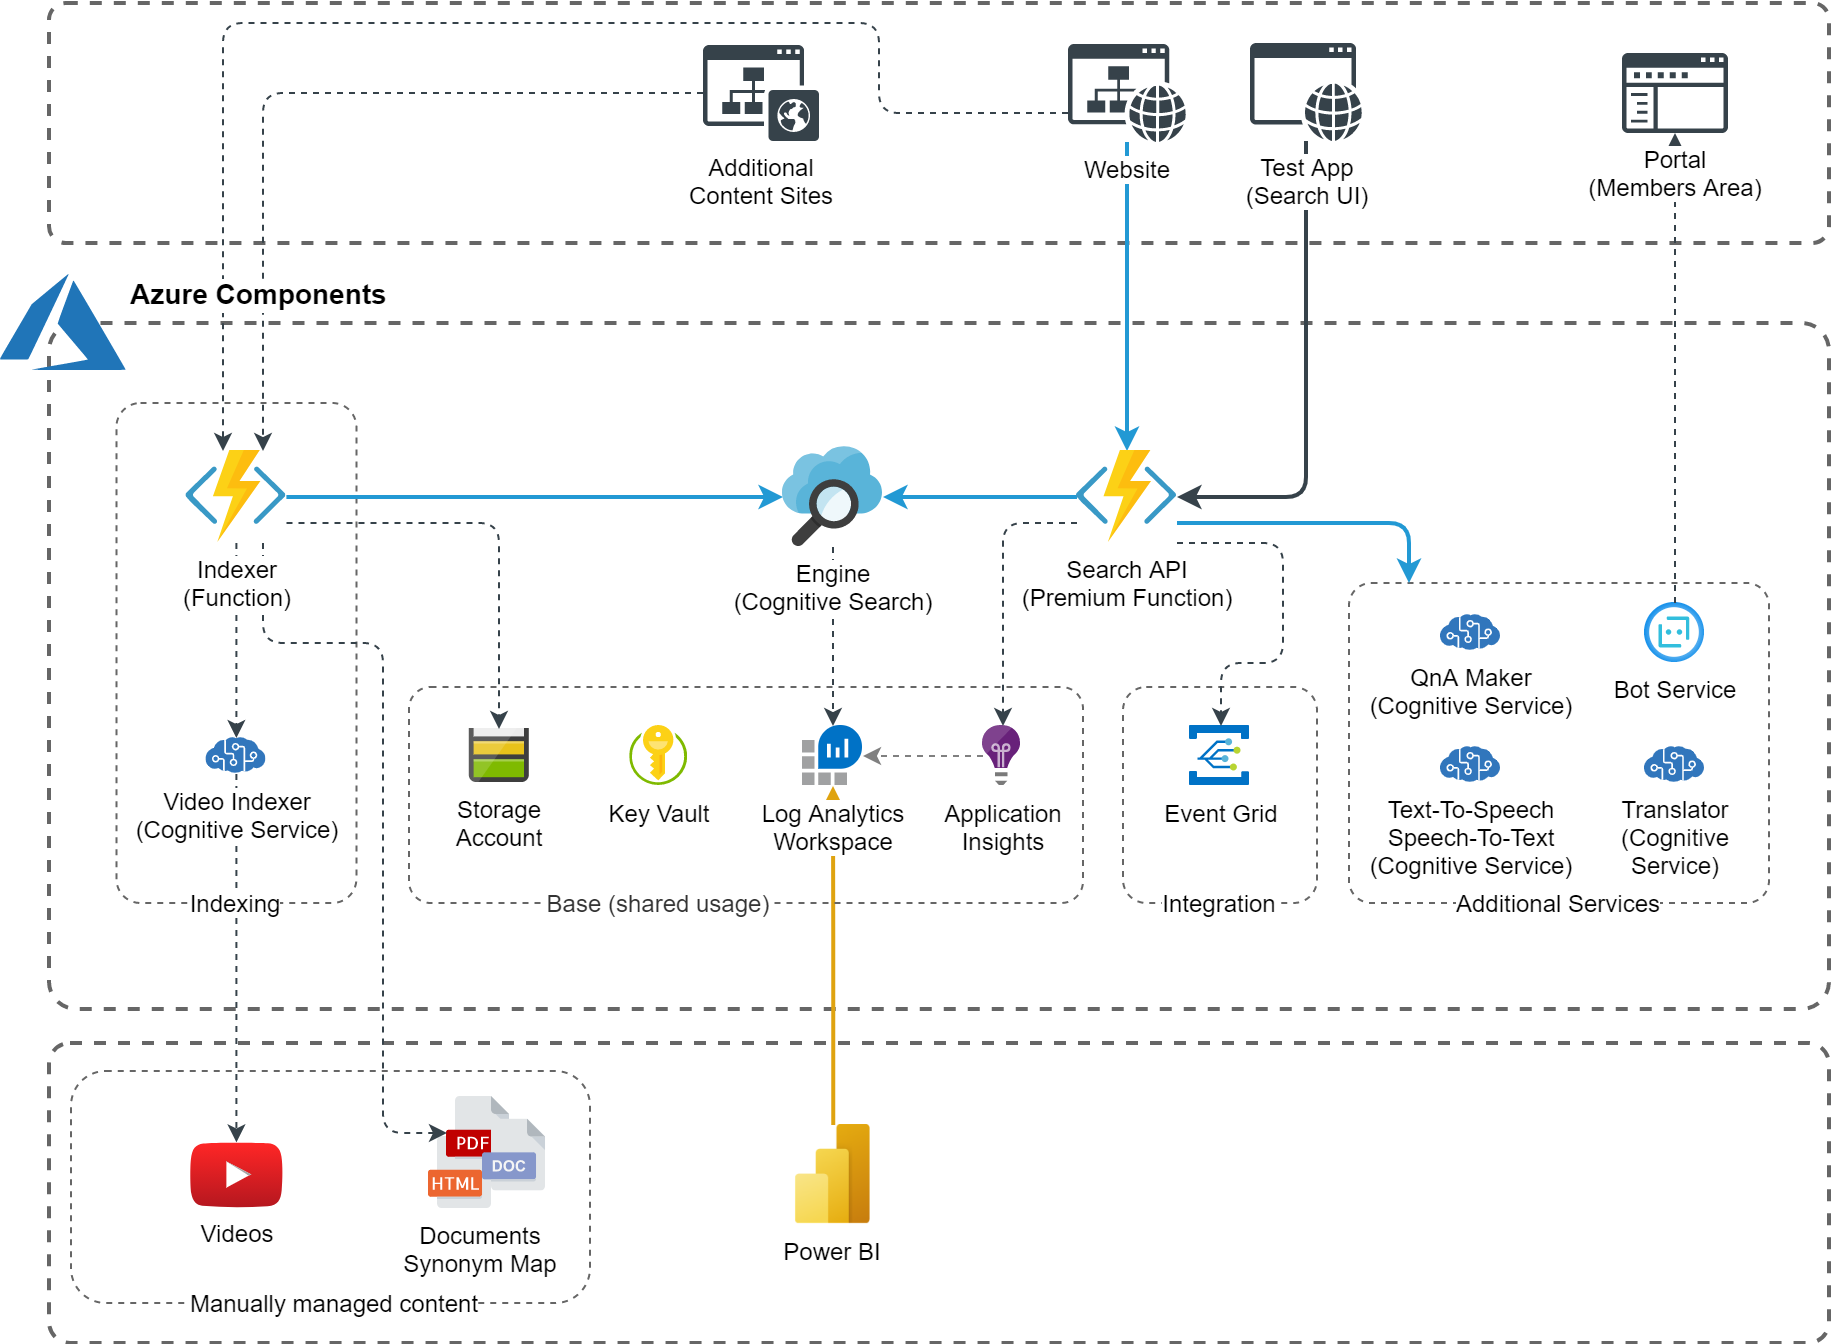 Additional
Content Sites
Website
Test App
(Search UI)
Portal
(Members Area)
Azure Components
Indexer
(Function)
Engine
(Cognitive Search)
Search API
(Premium Function)
QnA Maker
(Cognitive Service)
Bot Service
Video Indexer
(Cognitive Service)
Storage
Account
Key Vault
Log Analytics
Workspace
Application
Insights
Event Grid
Text-To-Speech
Speech-To-Text
(Cognitive Service)
Translator
(Cognitive
Service)
Indexing
Base (shared usage)
Integration
Additional Services
PDF
DOC
HTML
Videos
Documents
Synonym Map
Power BI
Manually managed content